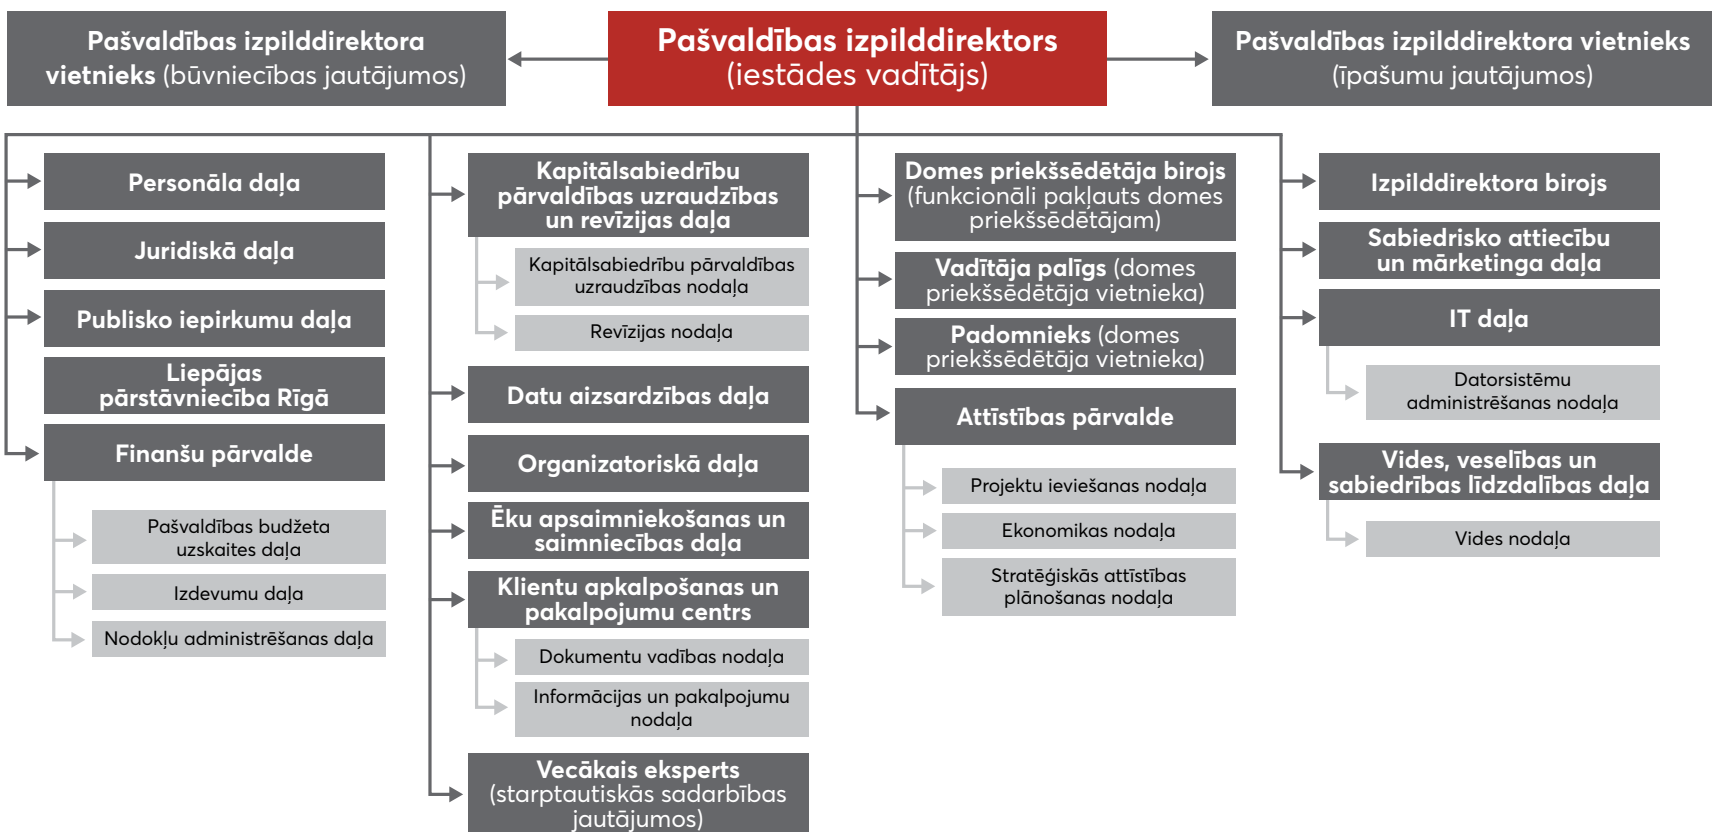 Pašvaldības izpilddirektora
vietnieks (būvniecības jautājumos)
Pašvaldības izpilddirektors
(iestādes vadītājs)
Pašvaldības izpilddirektora vietnieks
(īpašumu jautājumos)
Personāla daļa
Juridiskā daļa
Publisko iepirkumu daļa
Liepājas
pārstāvniecība Rīgā
Finanšu pārvalde
Pašvaldības budžeta
uzskaites daļa
Izdevumu daļa
Nodokļu administrēšanas daļa
Kapitālsabiedrību
pārvaldības uzraudzības
un revīzijas daļa
Kapitālsabiedrību pārvaldības
uzraudzības nodaļa
Revīzijas nodaļa
Datu aizsardzības daļa
Organizatoriskā daļa
Ēku apsaimniekošanas un
saimniecības daļa
Klientu apkalpošanas un
pakalpojumu centrs
Dokumentu vadības nodaļa
Informācijas un pakalpojumu
nodaļa
Vecākais eksperts
(starptautiskās sadarbības
jautājumos)
Domes priekšsēdētāja birojs
(funkcionāli pakļauts domes
priekšsēdētājam)
Vadītāja palīgs (domes
priekšsēdētāja vietnieka)
Padomnieks (domes
priekšsēdētāja vietnieka)
Attīstības pārvalde
Projektu ieviešanas nodaļa
Ekonomikas nodaļa
Stratēģiskās attīstības
plānošanas nodaļa
Izpilddirektora birojs
Sabiedrisko attiecību
un mārketinga daļa
IT daļa
Datorsistēmu
administrēšanas nodaļa
Vides, veselības un
sabiedrības līdzdalības daļa
Vides nodaļa